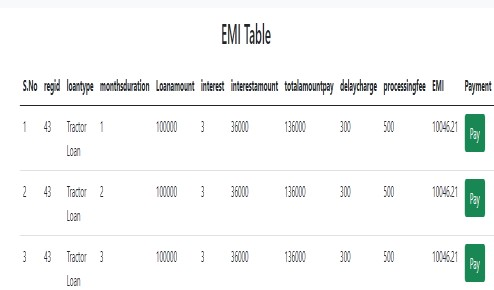 EMI Table
S.No regid loantype monthsduration Loanamount interest interestamount totalamountpay delaycharge processingfee EMI Payment
1 43 Tractor Loan 1 100000 3 36000 136000 300 500 10046.21 Pay
2 43 Tractor Loan 2 100000 3 36000 136000 300 500 10046.21 Pay
3 43 Tractor Loan 3 100000 3 36000 136000 300 500 10046.21 Pay